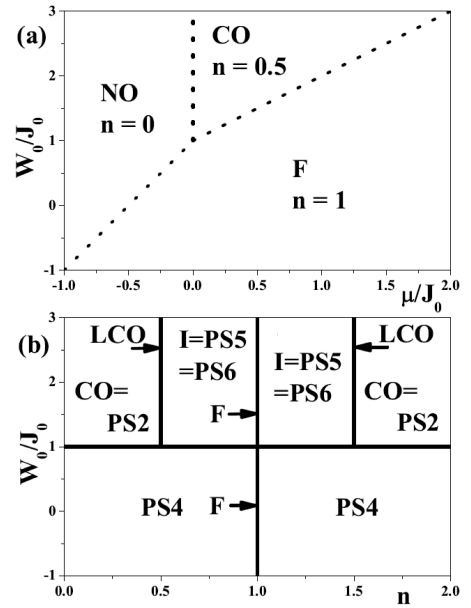 (a)
3
2
1
0
-1
W₀/J₀
CO
n = 0.5
NO
n = 0
F
n = 1
-1.0 -0.5 0.0 0.5 1.0 1.5 2.0
μ/J₀
(b)
3
2
1
0
-1
W₀/J₀
LCO
I=PS5
=PS6
I=PS5
=PS6
LCO
CO=
PS2
F
CO=
PS2
PS4
F
PS4
0.0 0.5 1.0 1.5 2.0
n